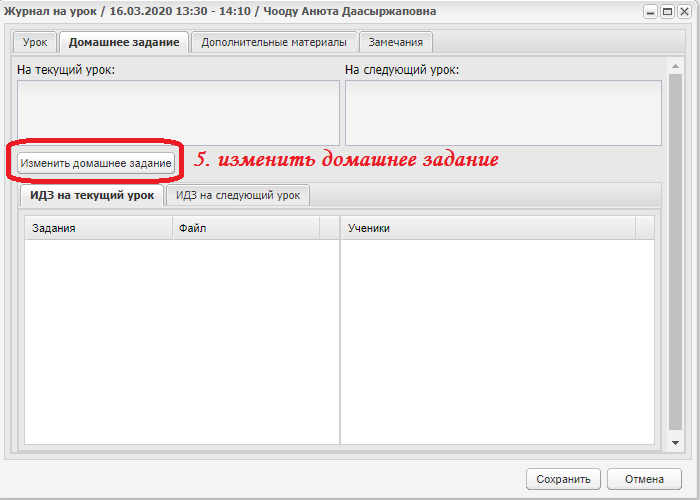 Журнал на урок / 16.03.2020 13:30 - 14:10 / Чооду Анюта Даасыржаповна
Урок Домашнее задание Дополнительные материалы Замечания
На текущий урок: На следующий урок:
Изменить домашнее задание 5. изменить домашнее задание
ИДЗ на текущий урок ИДЗ на следующий урок
Задания Файл Ученики
Сохранить Отмена